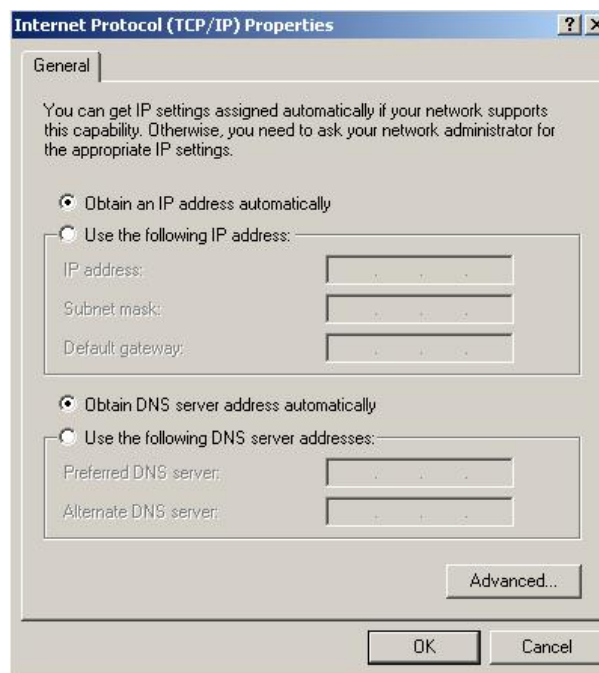 Internet Protocol (TCP/IP) Properties
General
You can get IP settings assigned automatically if your network supports
this capability. Otherwise, you need to ask your network administrator for
the appropriate IP settings.
Obtain an IP address automatically
Use the following IP address:
IP address:
Subnet mask:
Default gateway:
Obtain DNS server address automatically
Use the following DNS server addresses:
Preferred DNS server:
Alternate DNS server:
Advanced...
OK Cancel